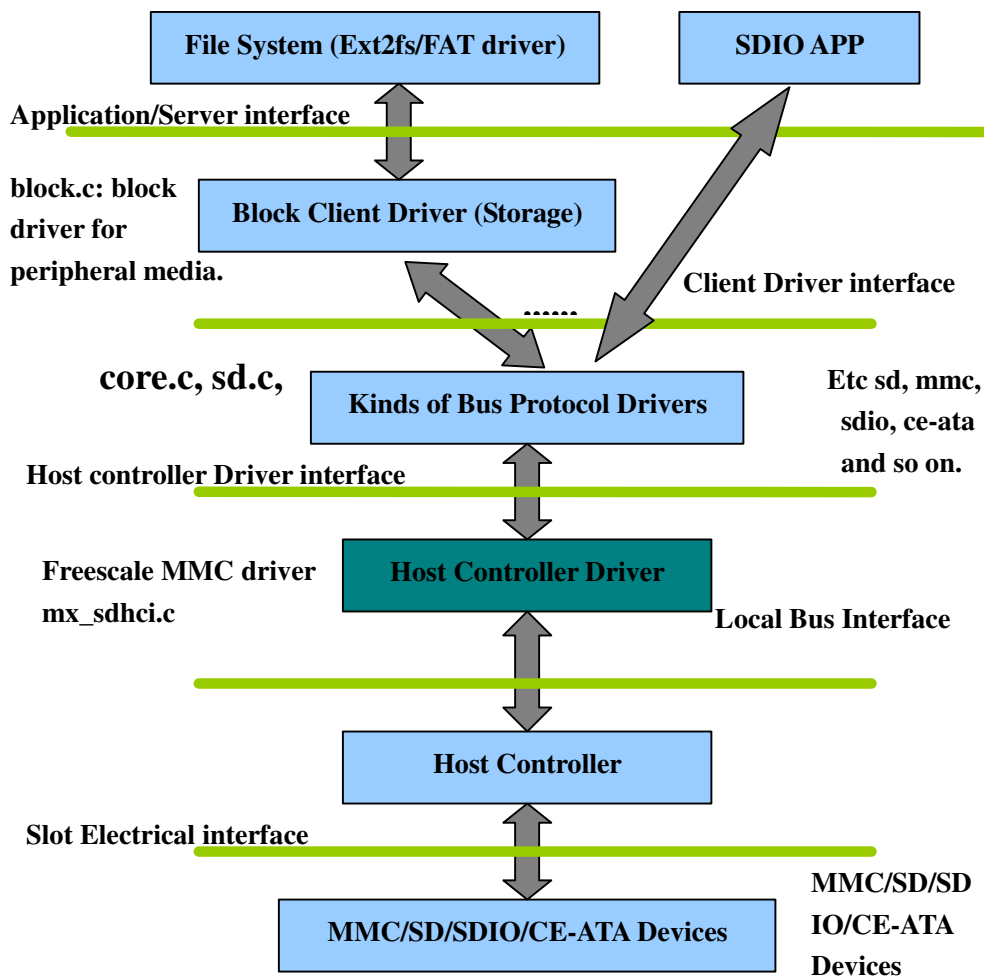 File System (Ext2fs/FAT driver)
SDIO APP
Application/Server interface
block.c: block
driver for
peripheral media.
Block Client Driver (Storage)
Client Driver interface
......
core.c, sd.c,
Kinds of Bus Protocol Drivers
Etc sd, mmc,
sdio, ce-ata
and so on.
Host controller Driver interface
Freescale MMC driver
mx_sdhci.c
Host Controller Driver
Local Bus Interface
Host Controller
Slot Electrical interface
MMC/SD/SDIO/CE-ATA Devices
MMC/SD/SD
IO/CE-ATA
Devices